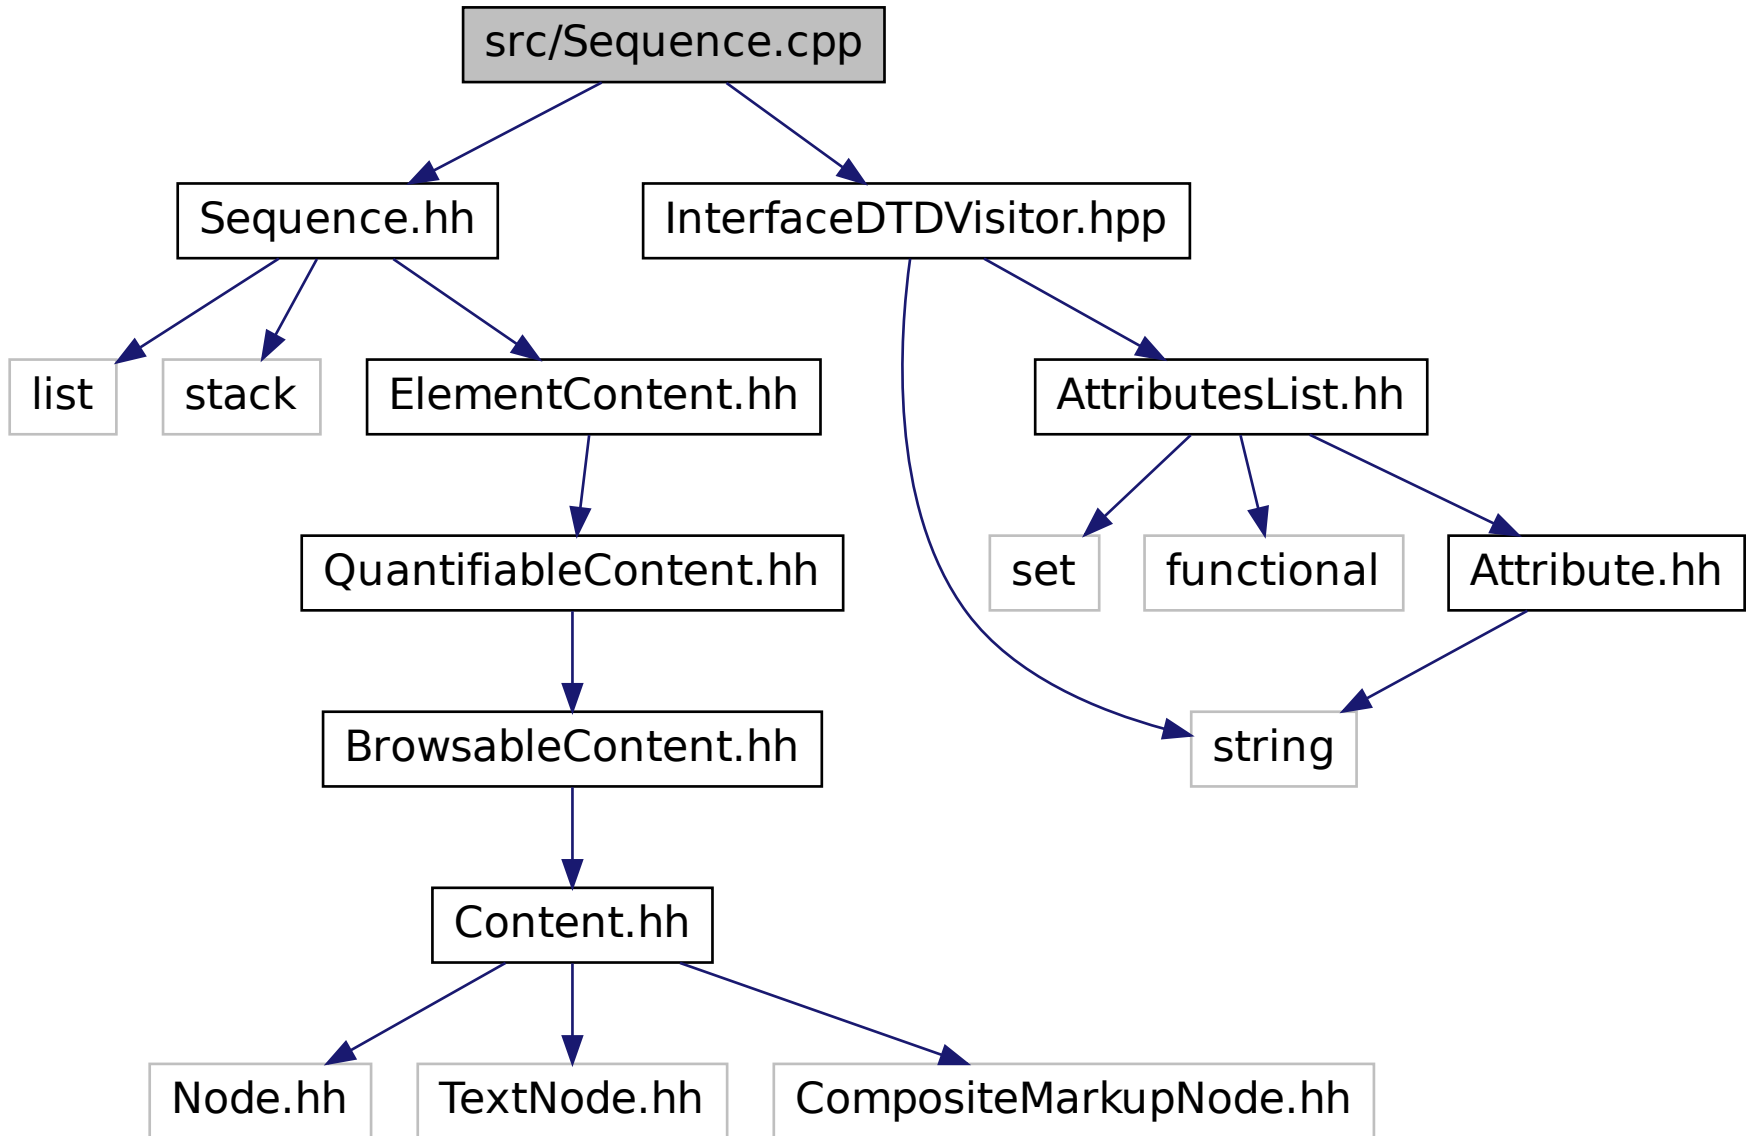 src/Sequence.cpp
Sequence.hh
InterfaceDTDVisitor.hpp
list
stack
ElementContent.hh
AttributesList.hh
QuantifiableContent.hh
set
functional
Attribute.hh
BrowsableContent.hh
string
Content.hh
Node.hh
TextNode.hh
CompositeMarkupNode.hh